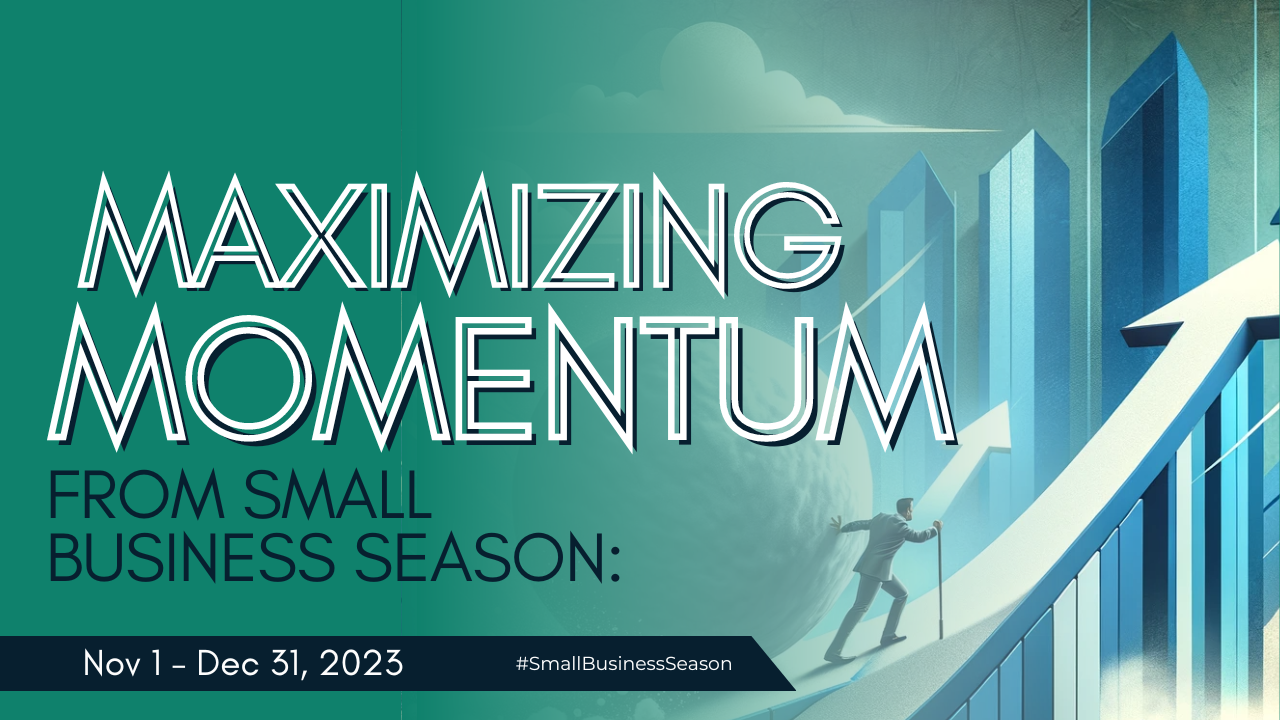 MAXIMIZING
MOMENTUM
FROM SMALL
BUSINESS SEASON:
Nov 1 – Dec 31, 2023
#SmallBusinessSeason